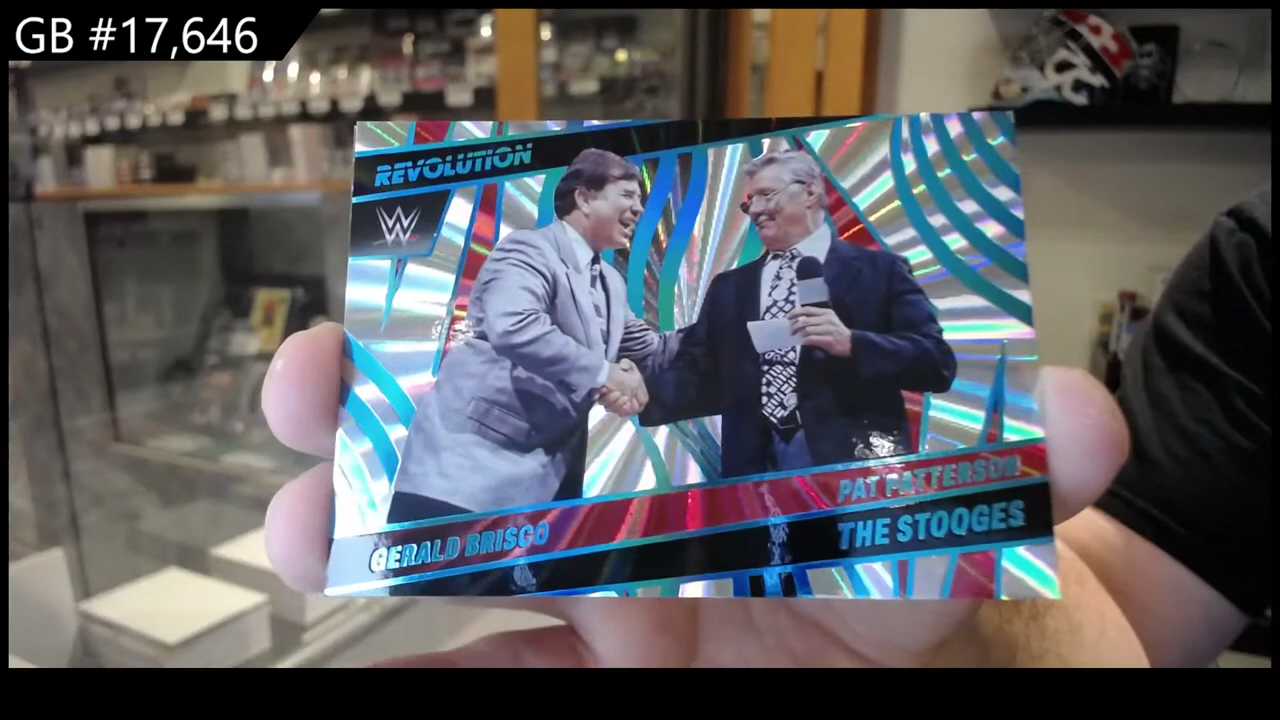 GB #17,646
REVOLUTION
W
PAT PATTERSON
GERALD BRISCO
THE STOOGES